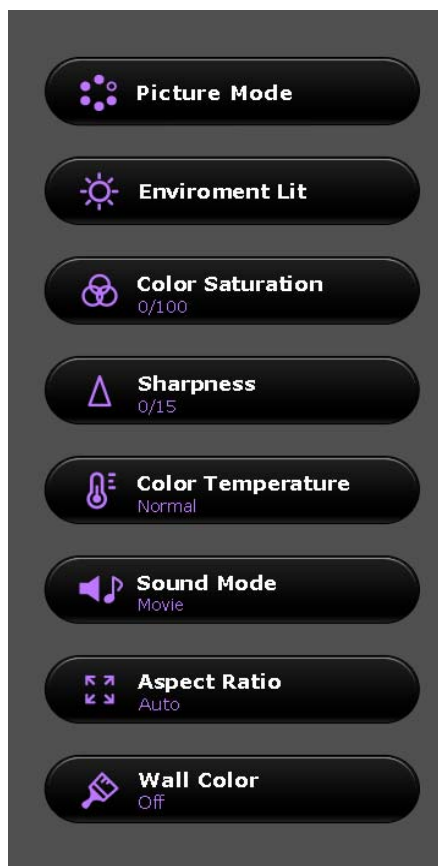 Picture Mode
Enviroment Lit
Color Saturation
0/100
Sharpness
0/15
Color Temperature
Normal
Sound Mode
Movie
Aspect Ratio
Auto
Wall Color
Off